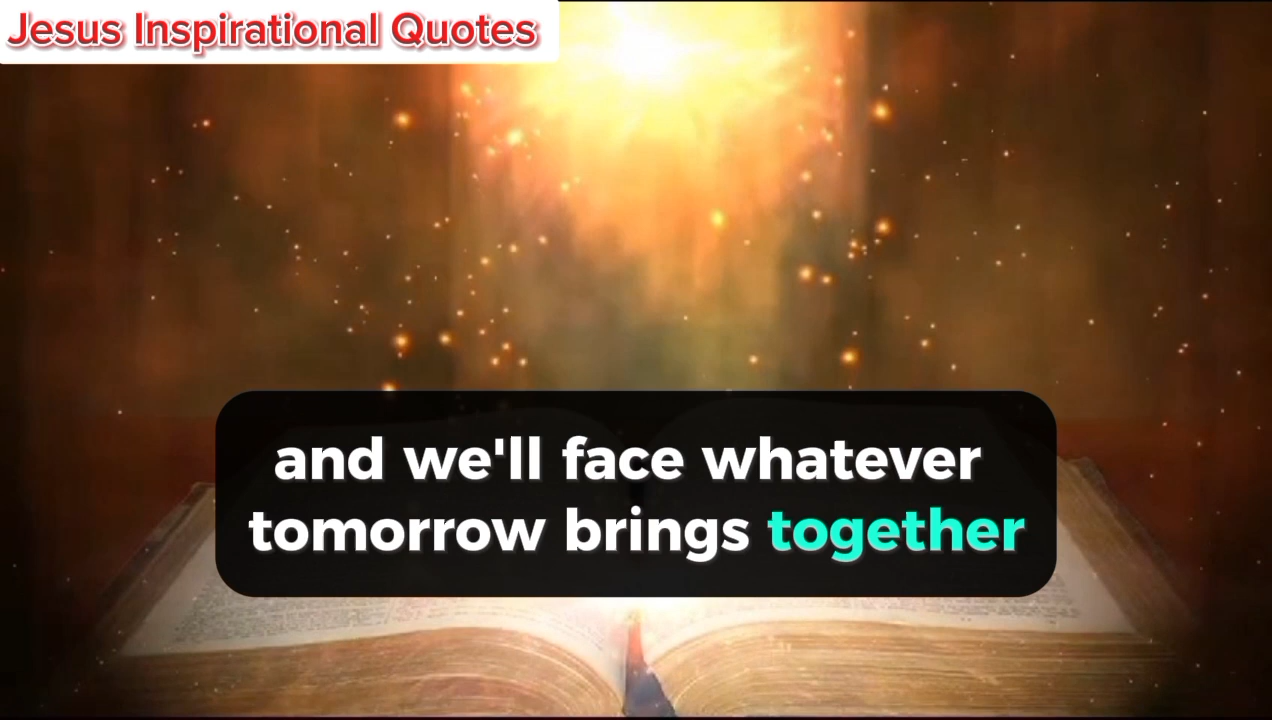 Jesus Inspirational Quotes
and we'll face whatever
tomorrow brings together